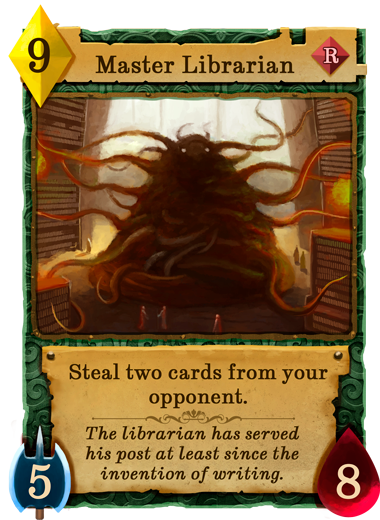 9
Master Librarian
R
Steal two cards from your
opponent.
The librarian has served
his post at least since the
invention of writing.
5
8